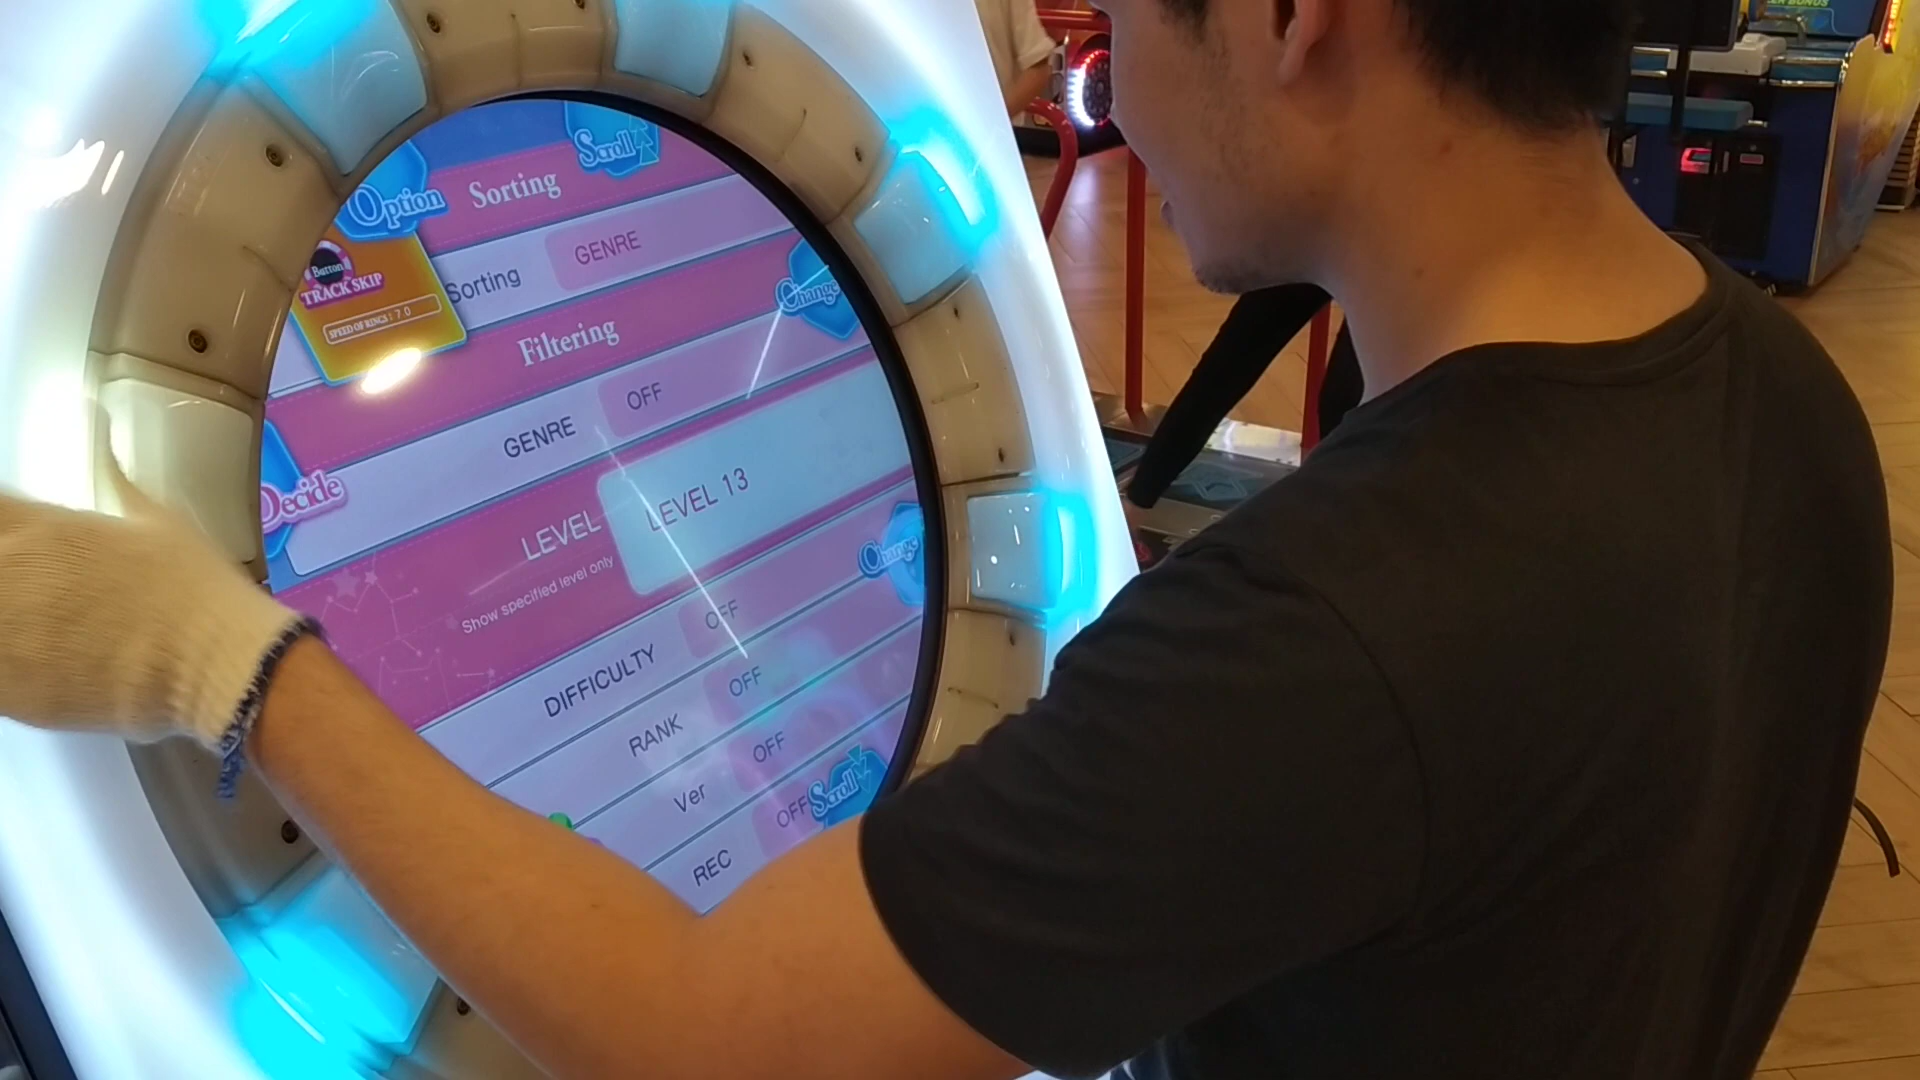 Scroll
Option
Sorting
Button
TRACK SKIP
SPEED OF RINGS : 7.0
Sorting
GENRE
Change
Filtering
GENRE
OFF
Decide
LEVEL
LEVEL 13
Show specified level only
Change
DIFFICULTY
OFF
RANK
OFF
Ver
OFF
REC
OFF
Scroll
BONUS